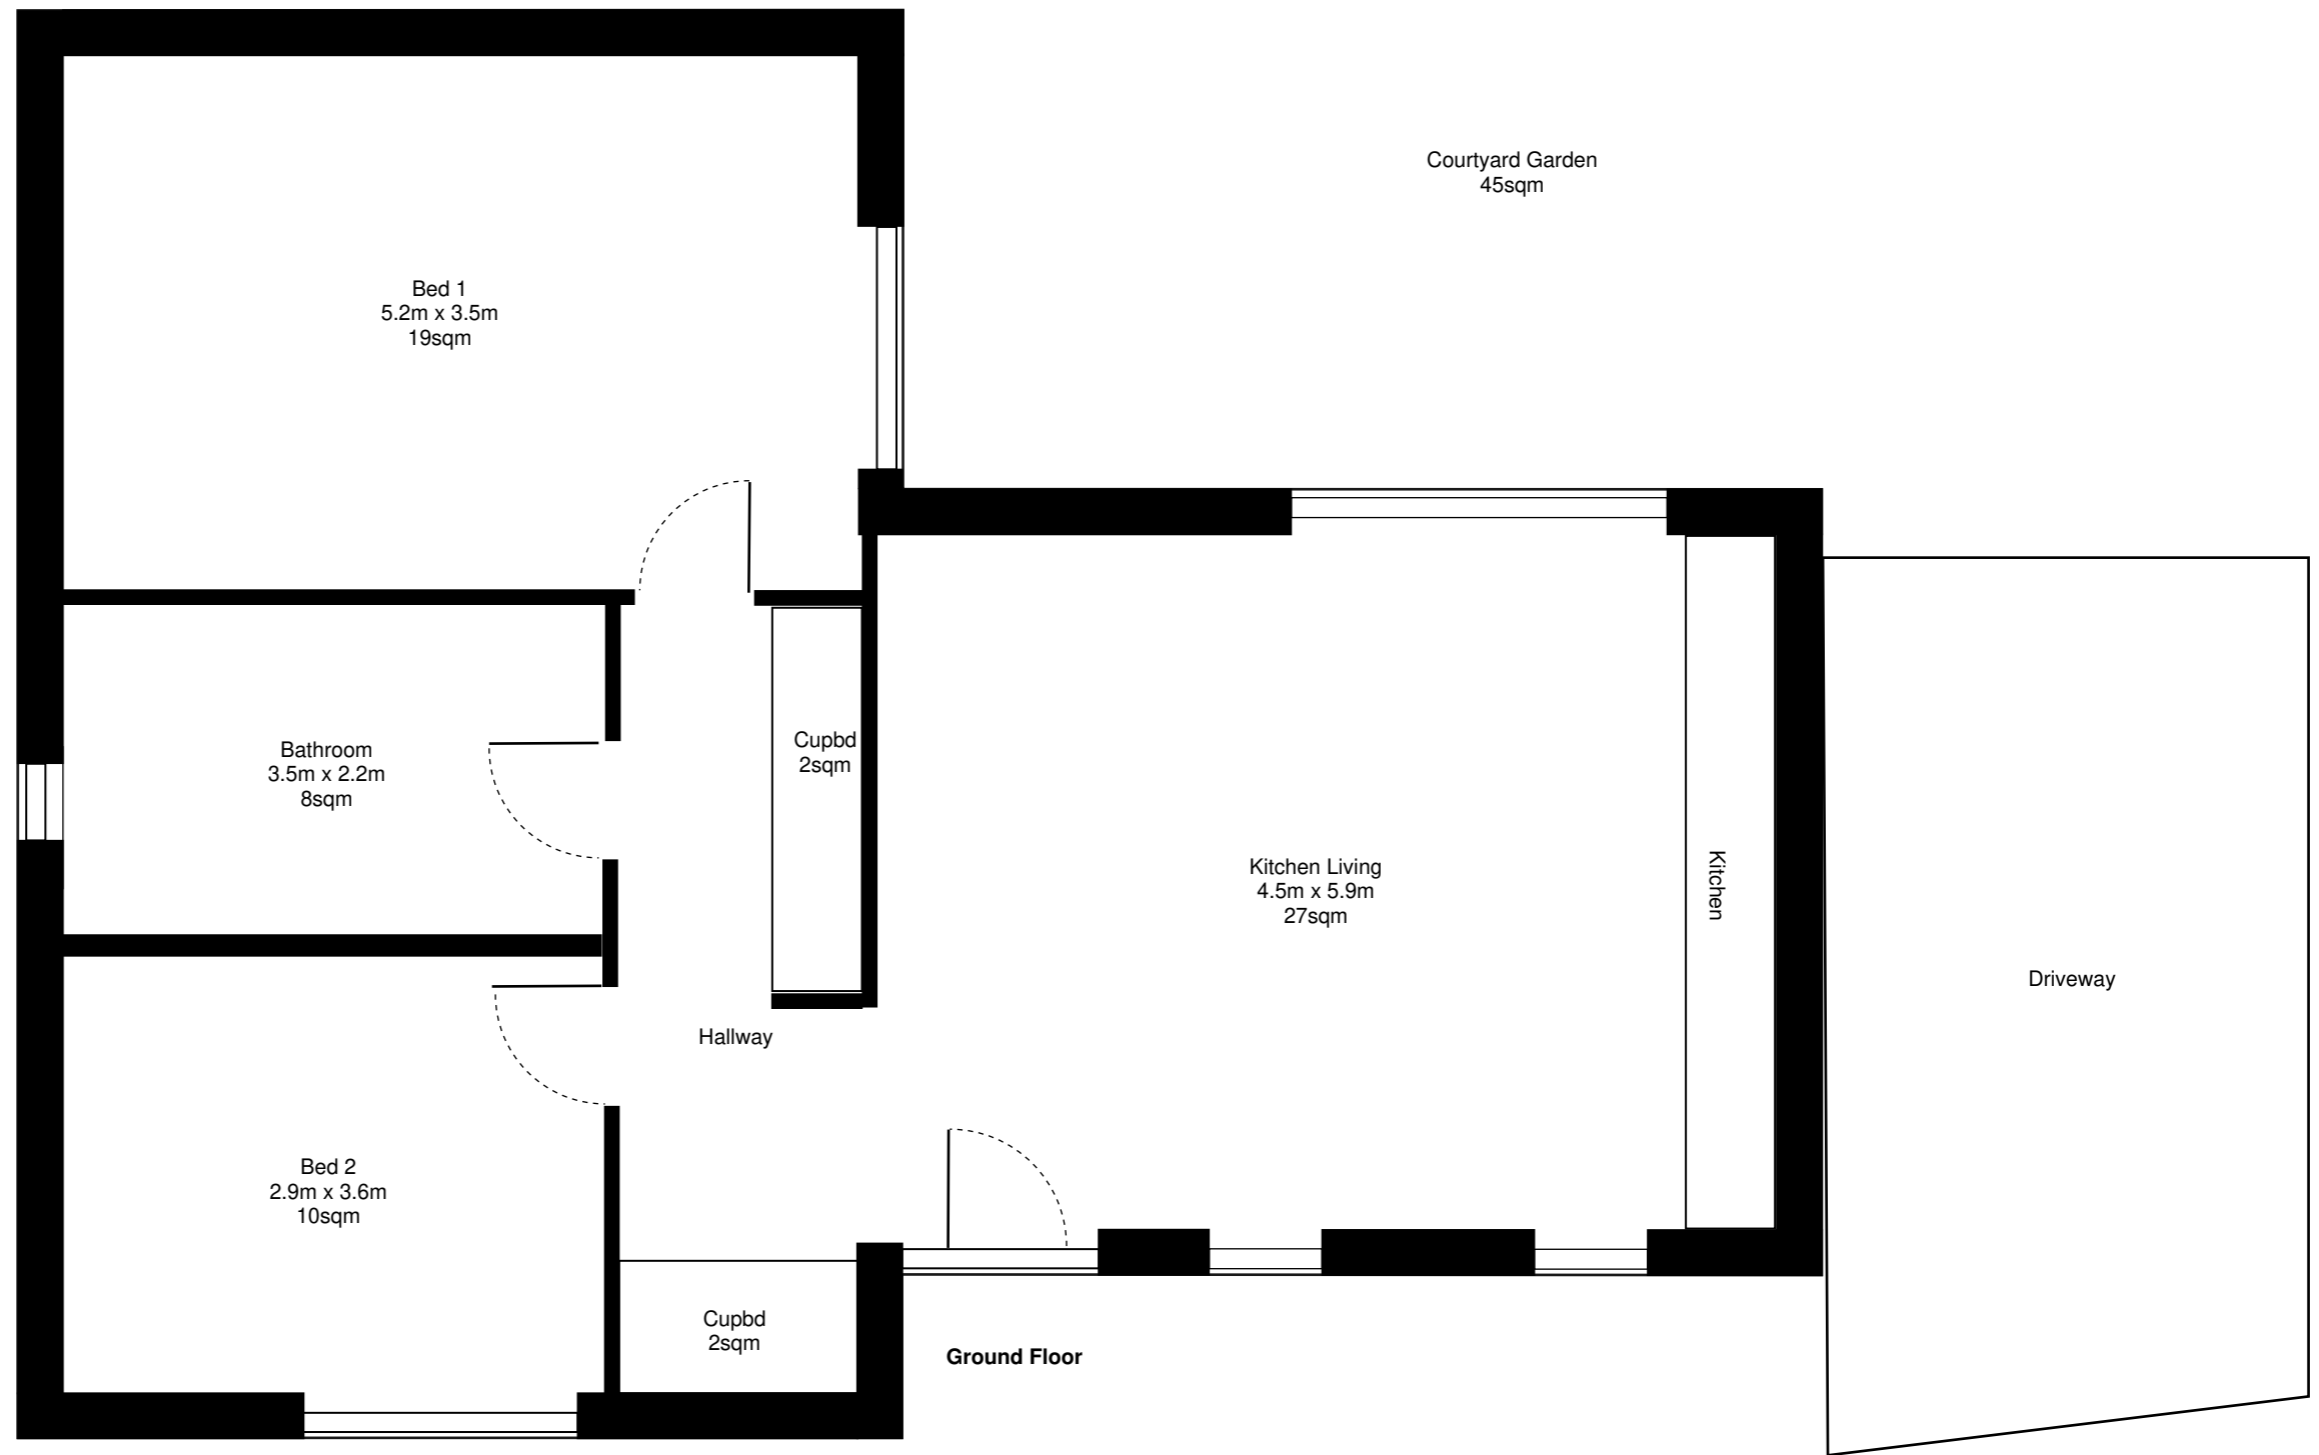 Courtyard Garden
45sqm
Bed 1
5.2m x 3.5m
19sqm
Cupbd
2sqm
Bathroom
3.5m x 2.2m
8sqm
Kitchen Living
4.5m x 5.9m
27sqm
Kitchen
Driveway
Hallway
Bed 2
2.9m x 3.6m
10sqm
Cupbd
2sqm
Ground Floor